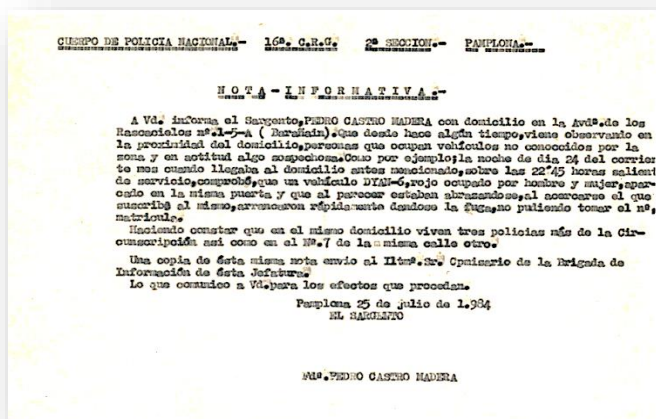 CUERPO DE POLICIA NACIONAL.- 16ª. C.R.G. 2ª SECCION.- PAMPLONA.-
N O T A - I N F O R M A T I V A .-
A Vd. informa el Sargento,PEDRO CASTRO MADERA con domicilio en la Avdª.de los
Rascacielos nº.1-5-A ( Barañain).Que desde hace algún tiempo,viene observando en
la proximidad del domicilio,personas que ocupan vehículos no conocidos por la
zona y en actitud algo sospechosa.Como por ejemplo;la noche de dia 24 del corrien
te mes cuando llegaba al domicilio antes mencionado,sobre las 22'45 horas salient
de servicio,comprobé,que un vehículo DYAN-6,rojo ocupado por hombre y mujer,apar-
cado en la misma puerta y que al parecer estaban abrasandose,al acercarse el que
suscribe al mismo,arrancaron rápidamente dandose la fuga,no pudiendo tomar el nº,
matricula.
Haciendo constar que en el mismo domicilio viven tres policias más de la Cir-
cunscripción asi como en el Nº.7 de la misma calle otro.
Una copia de ésta misma nota envio al Iltmº.Sr. Cpmisario de la Brigada de
Información de ésta Jefatura.
Lo que comunico a Vd.para los efectos que procedan.
Pamplona 25 de julio de 1.984
EL SARGENTO
Fdº.PEDRO CASTRO MADERA